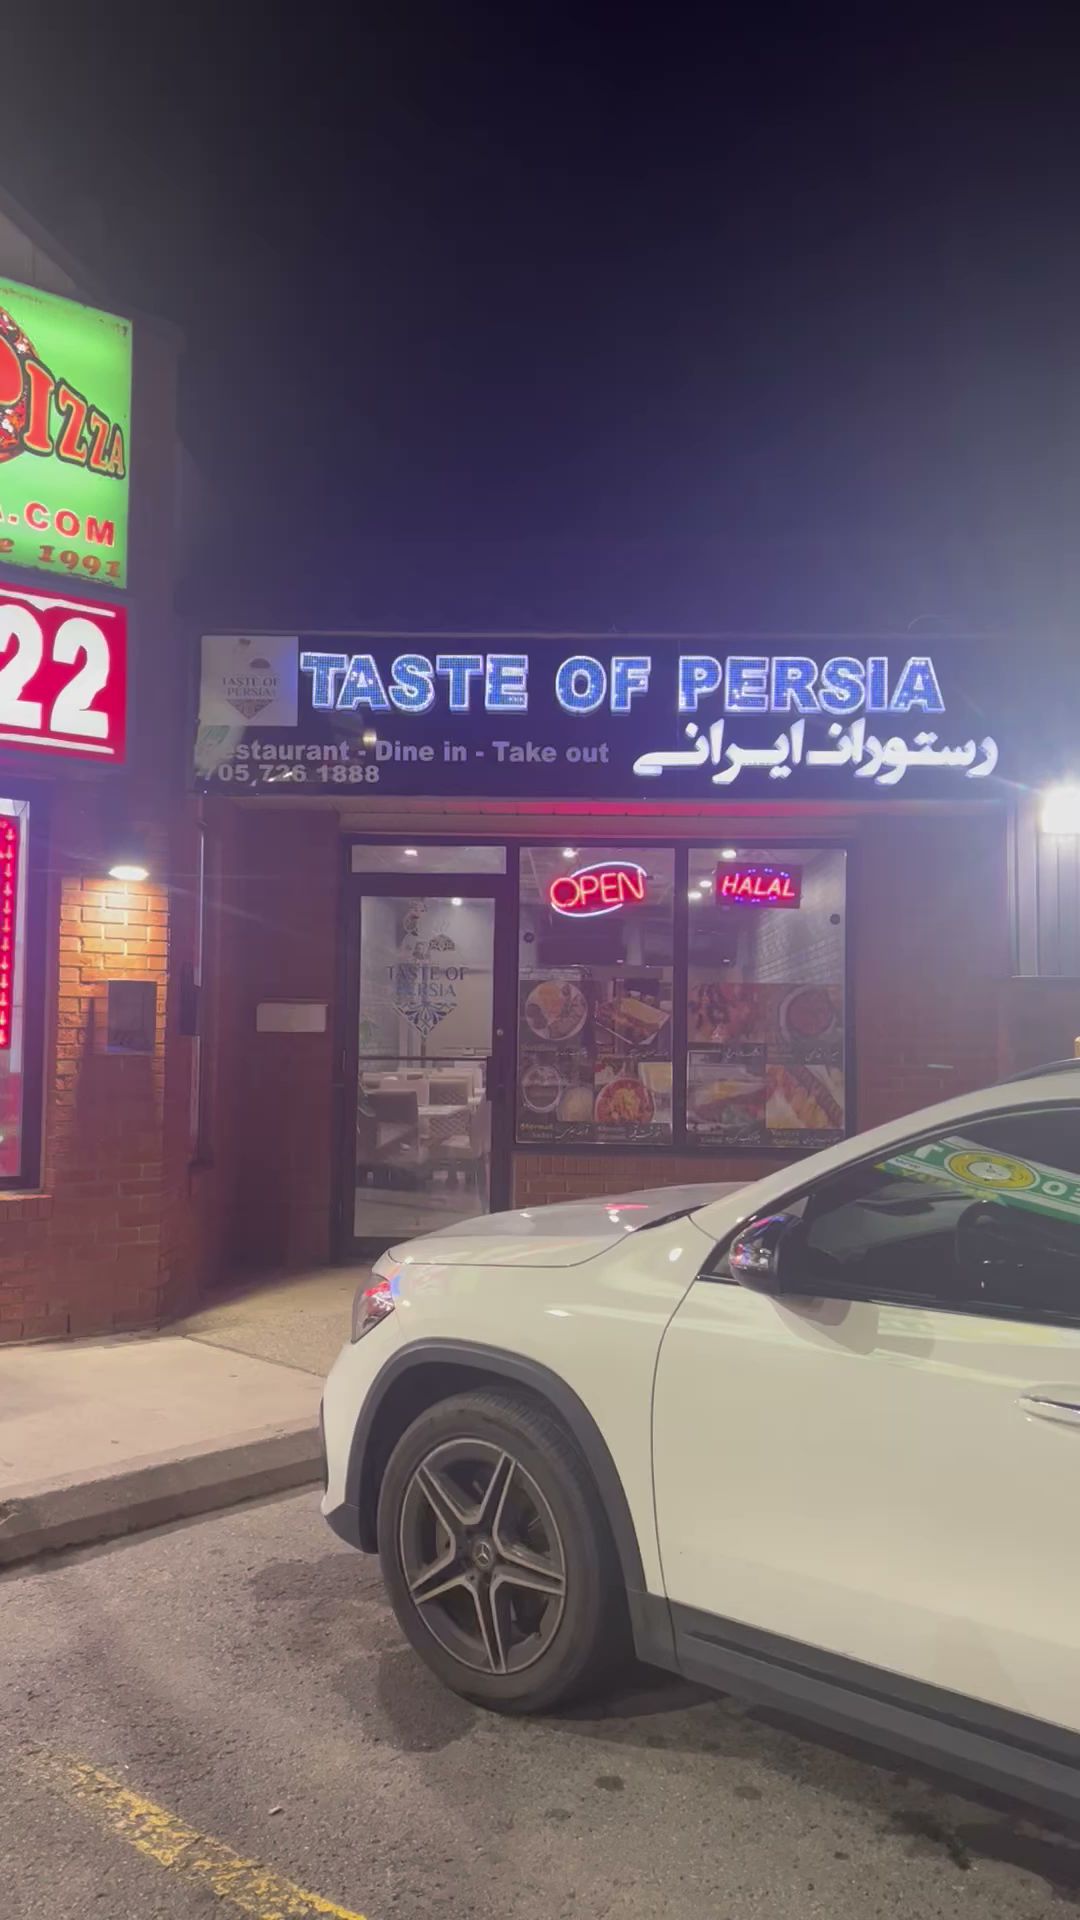 PIZZA
.COM
1991
22
TASTE OF
PERSIA
TASTE OF PERSIA
رستوران ایرانی
Restaurant - Dine in - Take out
705.726.1888
OPEN
HALAL
TASTE OF
PERSIA